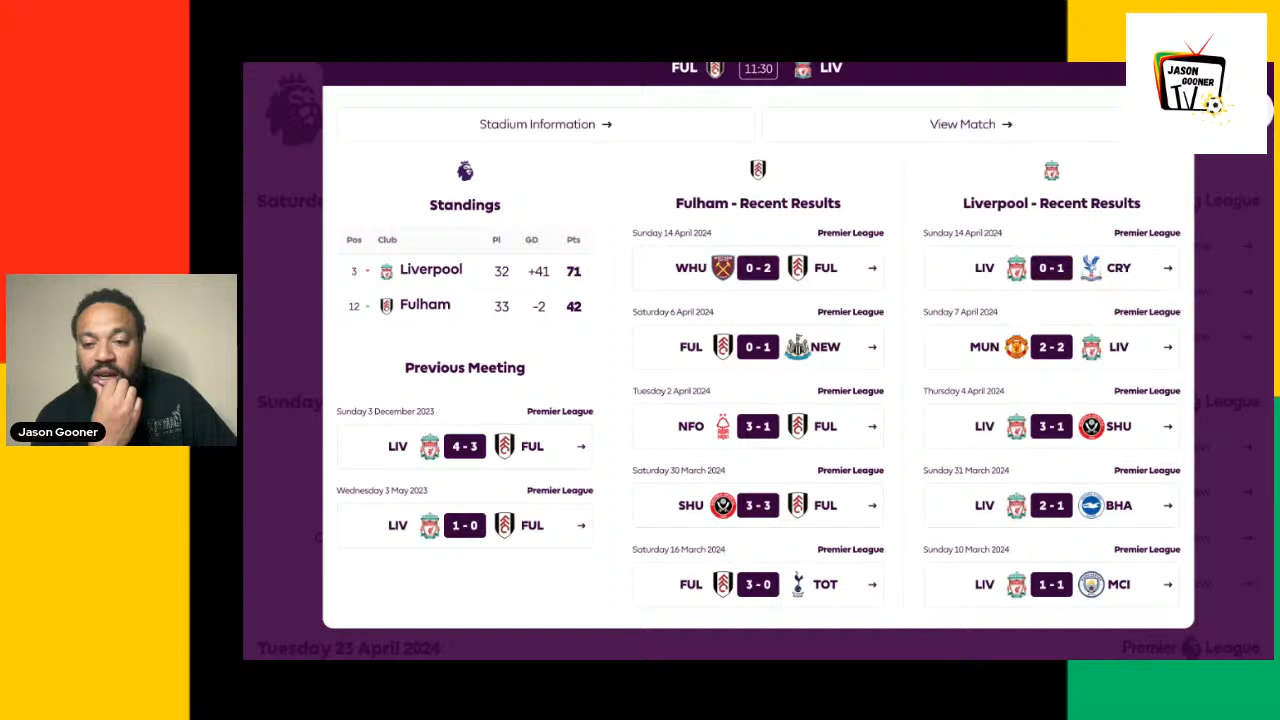 FUL 11:30 LIV
JASON
GOONER
TV
Stadium Information → View Match →
Standings
Pos Club Pl GD Pts
3 Liverpool 32 +41 71
12 Fulham 33 -2 42
Previous Meeting
Sunday 3 December 2023 Premier League
LIV 4 - 3 FUL →
Wednesday 3 May 2023 Premier League
LIV 1 - 0 FUL →
Fulham - Recent Results
Sunday 14 April 2024 Premier League
WHU 0 - 2 FUL →
Saturday 6 April 2024 Premier League
FUL 0 - 1 NEW →
Tuesday 2 April 2024 Premier League
NFO 3 - 1 FUL →
Saturday 30 March 2024 Premier League
SHU 3 - 3 FUL →
Saturday 16 March 2024 Premier League
FUL 3 - 0 TOT →
Liverpool - Recent Results
Sunday 14 April 2024 Premier League
LIV 0 - 1 CRY →
Sunday 7 April 2024 Premier League
MUN 2 - 2 LIV →
Thursday 4 April 2024 Premier League
LIV 3 - 1 SHU →
Sunday 31 March 2024 Premier League
LIV 2 - 1 BHA →
Sunday 10 March 2024 Premier League
LIV 1 - 1 MCI →
Jason Gooner
Tuesday 23 April 2024 Premier League